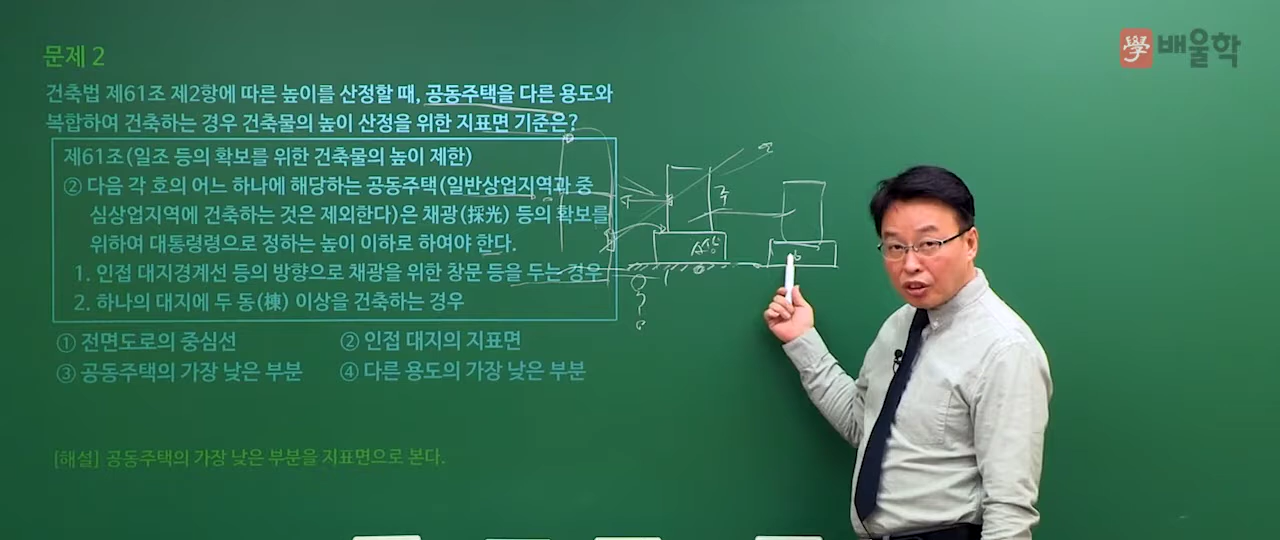 문제 2
學 배울학
건축법 제61조 제2항에 따른 높이를 산정할 때, 공동주택을 다른 용도와
복합하여 건축하는 경우 건축물의 높이 산정을 위한 지표면 기준은?
제61조(일조 등의 확보를 위한 건축물의 높이 제한)
② 다음 각 호의 어느 하나에 해당하는 공동주택(일반상업지역과 중
심상업지역에 건축하는 것은 제외한다)은 채광(採光) 등의 확보를
위하여 대통령령으로 정하는 높이 이하로 하여야 한다.
1. 인접 대지경계선 등의 방향으로 채광을 위한 창문 등을 두는 경우
2. 하나의 대지에 두 동(棟) 이상을 건축하는 경우
① 전면도로의 중심선 ② 인접 대지의 지표면
③ 공동주택의 가장 낮은 부분 ④ 다른 용도의 가장 낮은 부분
[해설] 공동주택의 가장 낮은 부분을 지표면으로 본다.
주
상